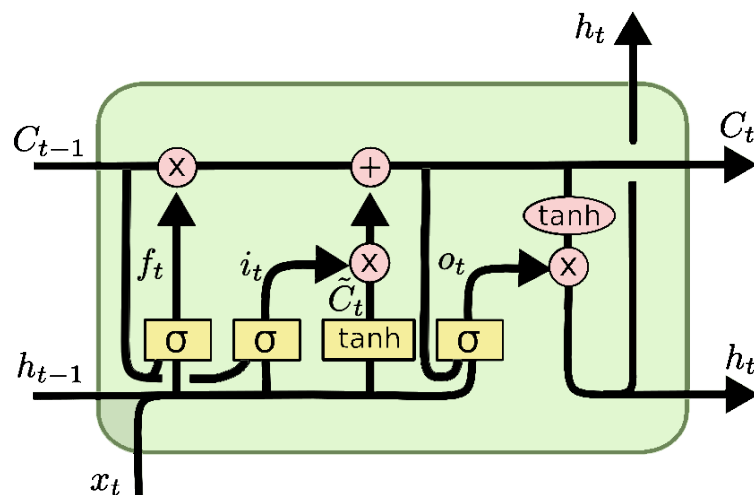 h_t
C_{t-1} x + C_t
tanh
f_t i_t x o_t x
C̃_t
σ σ tanh σ
h_{t-1} h_t
x_t